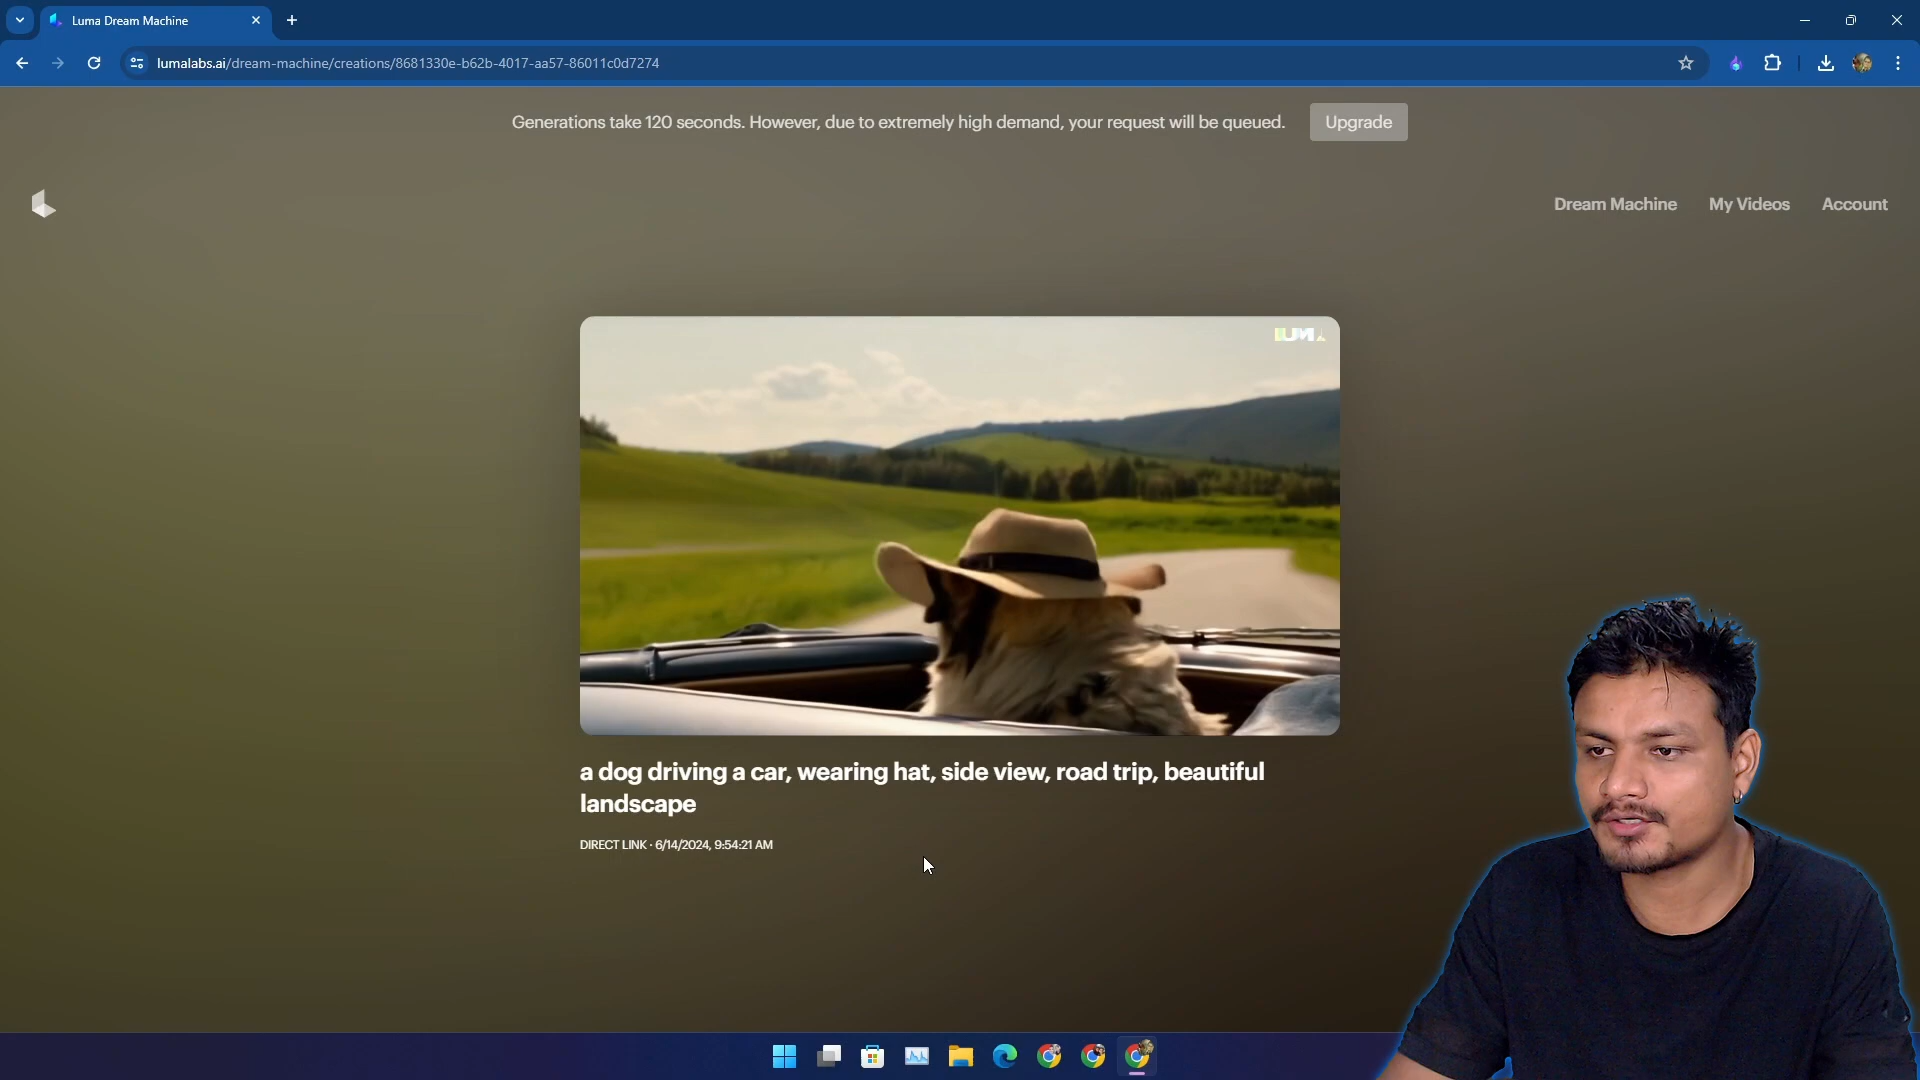 Luma Dream Machine
lumalabs.ai/dream-machine/creations/8681330e-b62b-4017-aa57-86011c0d7274
Generations take 120 seconds. However, due to extremely high demand, your request will be queued. Upgrade
Dream Machine My Videos Account
LUMA
a dog driving a car, wearing hat, side view, road trip, beautiful
landscape
DIRECT LINK · 6/14/2024, 9:54:21 AM